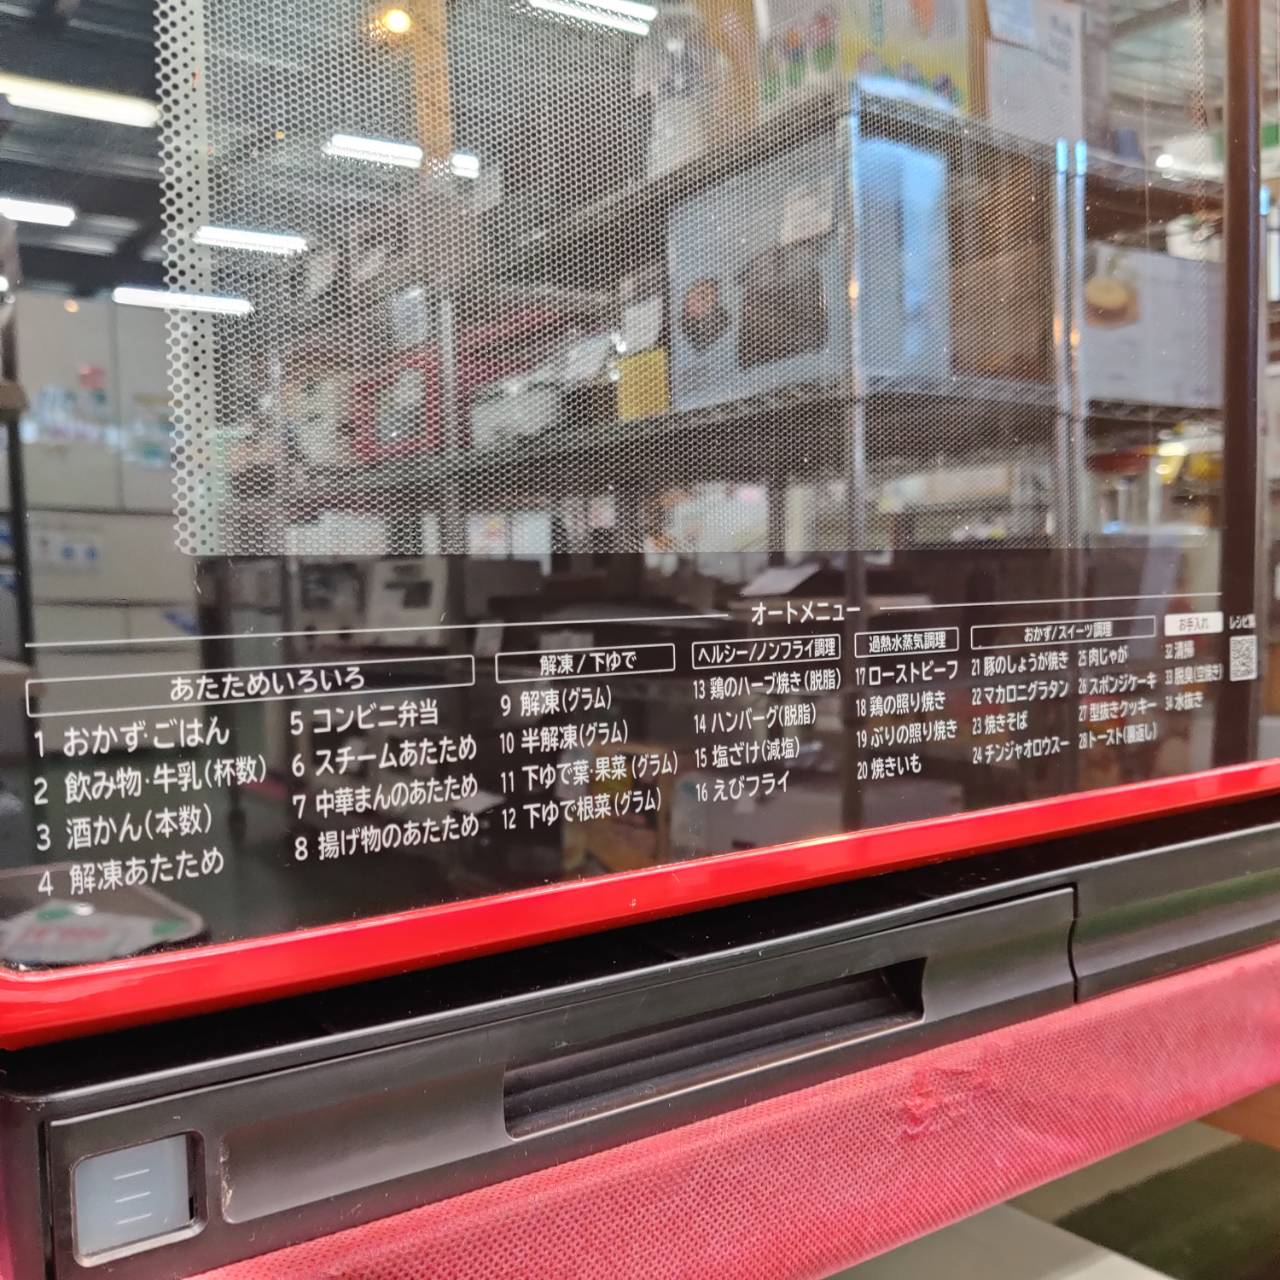 オートメニュー
あたためいろいろ
1 おかず・ごはん
2 飲み物・牛乳(杯数)
3 酒かん(本数)
4 解凍あたため
5 コンビニ弁当
6 スチームあたため
7 中華まんのあたため
8 揚げ物のあたため
解凍/下ゆで
9 解凍(グラム)
10 半解凍(グラム)
11 下ゆで葉・果菜(グラム)
12 下ゆで根菜(グラム)
ヘルシー/ノンフライ調理
13 鶏のハーブ焼き(脱脂)
14 ハンバーグ(脱脂)
15 塩ざけ(減塩)
16 えびフライ
過熱水蒸気調理
17 ローストビーフ
18 鶏の照り焼き
19 ぶりの照り焼き
20 焼きいも
おかず/スイーツ調理
21 豚のしょうが焼き
22 マカロニグラタン
23 焼きそば
24 チンジャオロウスー
25 肉じゃが
26 スポンジケーキ
27 型抜きクッキー
28 トースト(裏返し)
お手入れ
32 清掃
33 脱臭(空焼き)
34 水抜き
レシピ集